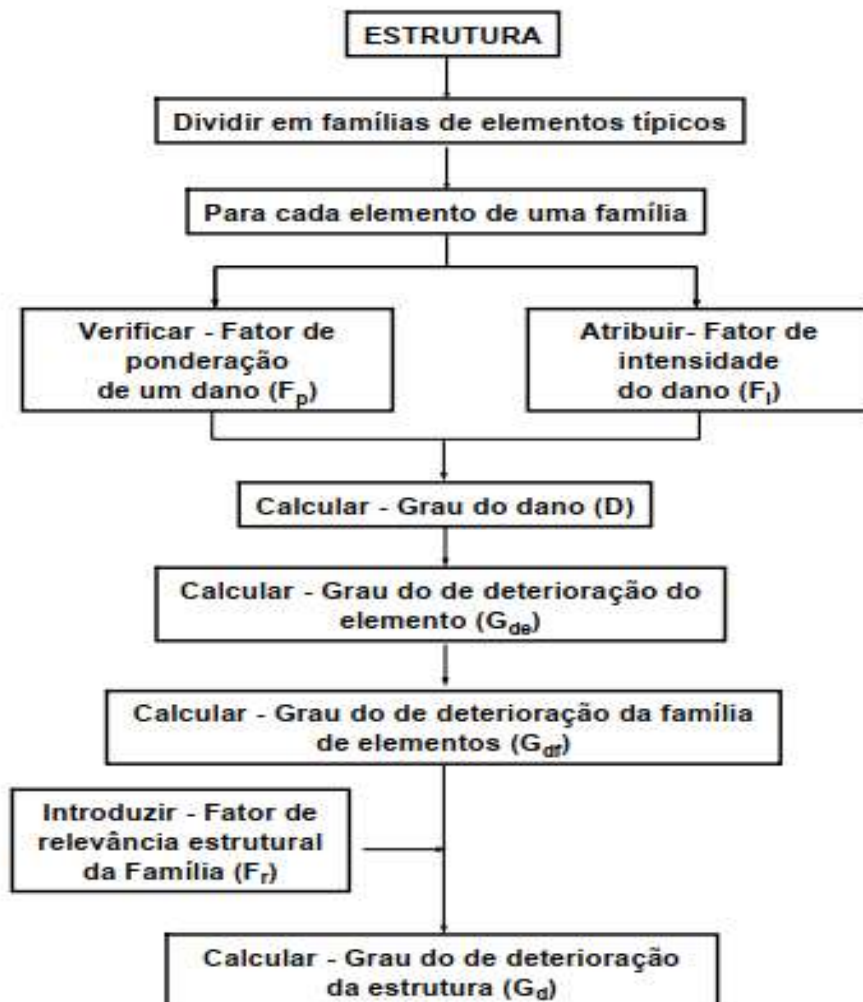 ESTRUTURA
Dividir em famílias de elementos típicos
Para cada elemento de uma família
Verificar - Fator de
ponderação
de um dano (Fp)
Atribuir- Fator de
intensidade
do dano (FI)
Calcular - Grau do dano (D)
Calcular - Grau do de deterioração do
elemento (Gde)
Calcular - Grau do de deterioração da família
de elementos (Gdf)
Introduzir - Fator de
relevância estrutural
da Família (Fr)
Calcular - Grau do de deterioração
da estrutura (Gd)